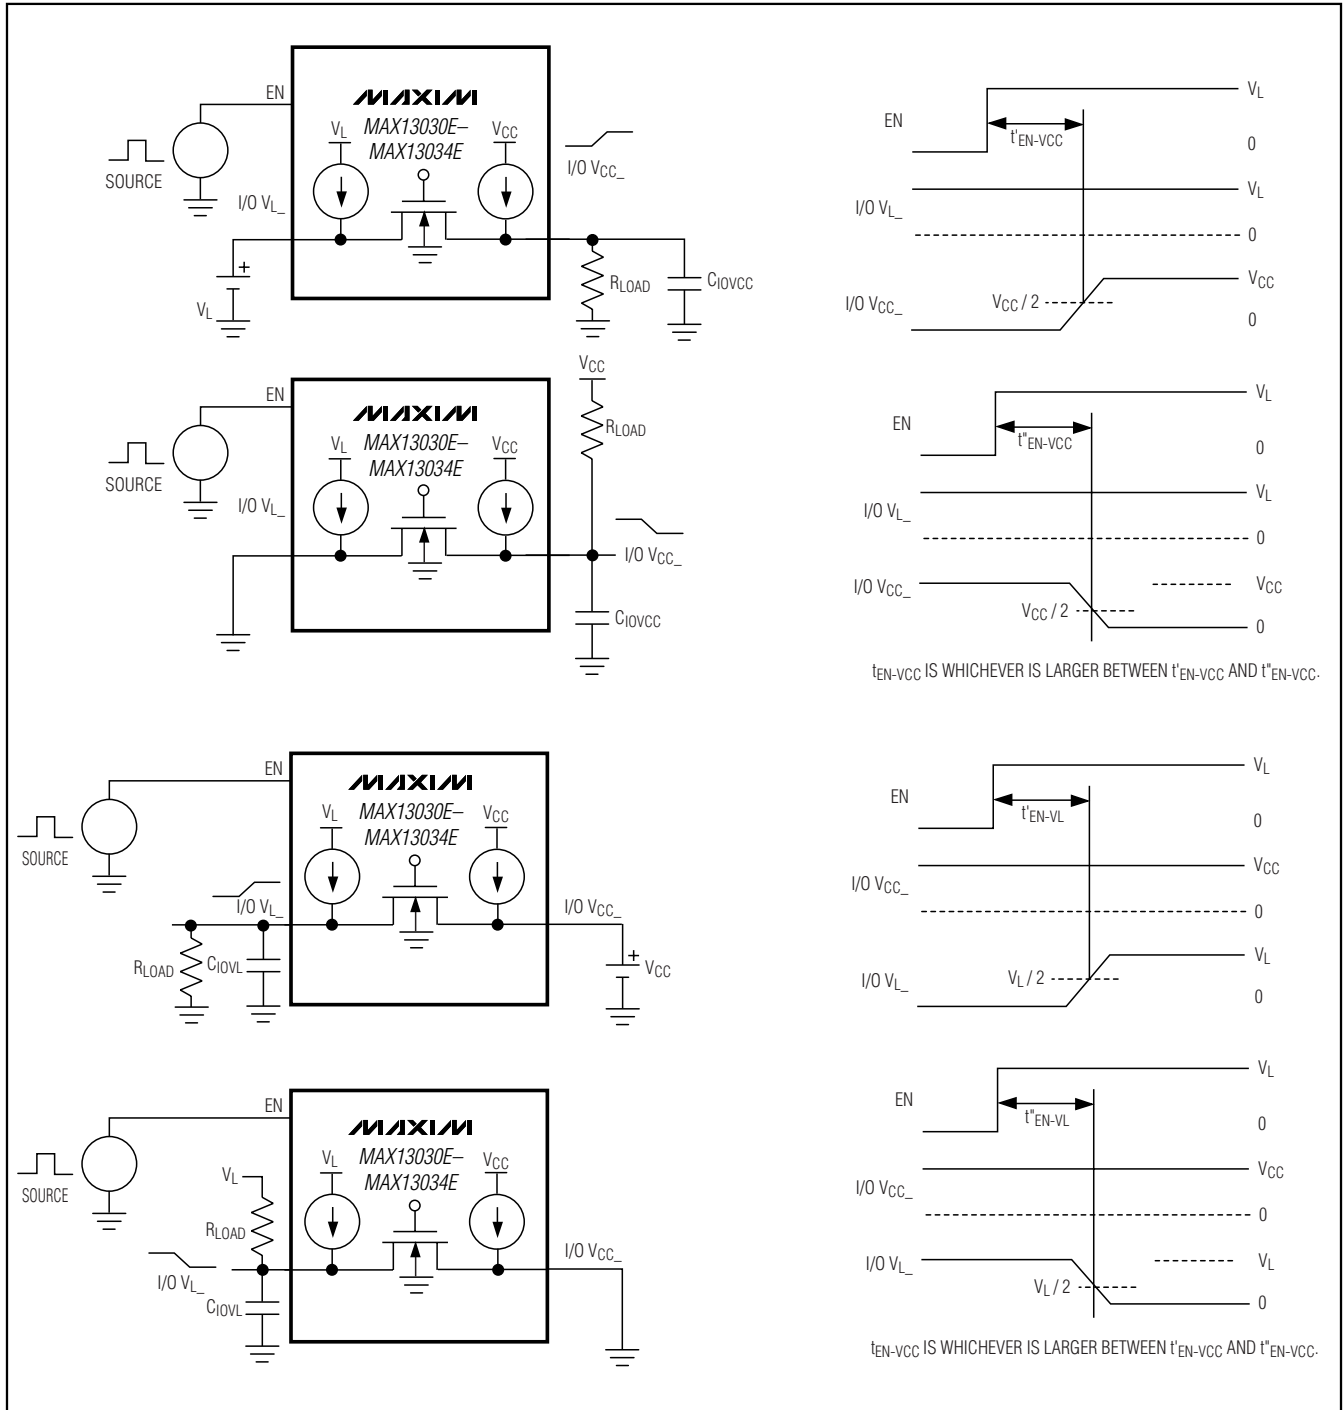 EN
MAXIM
MAX13030E–
MAX13034E
VL
VCC
SOURCE
I/O VL_
I/O VCC_
VL
RLOAD
CIOVCC
EN
VL
t'EN-VCC
0
I/O VL_
VL
0
I/O VCC_
VCC / 2
VCC
0
EN
MAXIM
MAX13030E–
MAX13034E
VL
VCC
SOURCE
I/O VL_
VCC
RLOAD
I/O VCC_
CIOVCC
EN
VL
t"EN-VCC
0
I/O VL_
VL
0
I/O VCC_
VCC / 2
VCC
0
tEN-VCC IS WHICHEVER IS LARGER BETWEEN t'EN-VCC AND t"EN-VCC.
EN
MAXIM
MAX13030E–
MAX13034E
VL
VCC
SOURCE
I/O VL_
I/O VCC_
RLOAD
CIOVL
VCC
EN
VL
t'EN-VL
0
I/O VCC_
VCC
0
I/O VL_
VL / 2
VL
0
EN
MAXIM
MAX13030E–
MAX13034E
VL
VCC
SOURCE
VL
RLOAD
I/O VL_
CIOVL
I/O VCC_
EN
VL
t"EN-VL
0
I/O VCC_
VCC
0
I/O VL_
VL / 2
VL
0
tEN-VCC IS WHICHEVER IS LARGER BETWEEN t'EN-VCC AND t"EN-VCC.